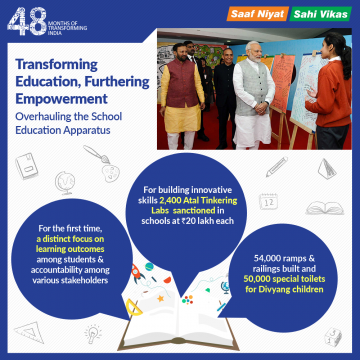 48 MONTHS OF
TRANSFORMING
INDIA
Saaf Niyat
Sahi Vikas
Transforming
Education, Furthering
Empowerment
Overhauling the School
Education Apparatus
For building innovative
skills 2,400 Atal Tinkering
Labs sanctioned in
schools at ₹20 lakh each
For the first time,
a distinct focus on
learning outcomes
among students &
accountability among
various stakeholders
54,000 ramps &
railings built and
50,000 special toilets
for Divyang children
12